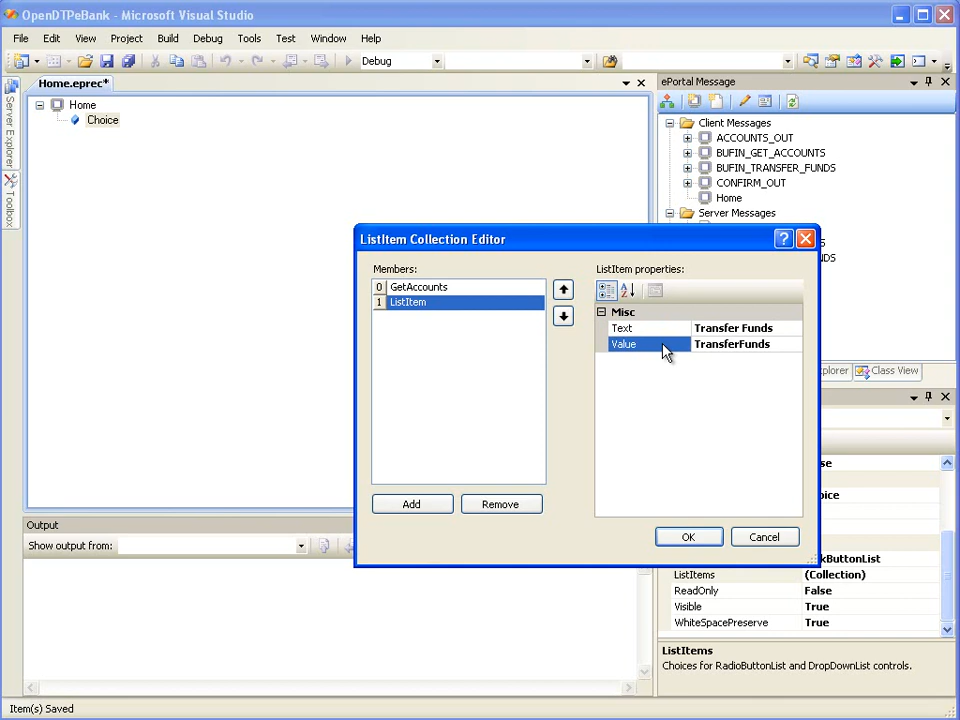 OpenDTPeBank - Microsoft Visual Studio
File Edit View Project Build Debug Tools Test Window Help
Debug
Home.eprec*
ePortal Message
Server Explorer
Toolbox
Home
Choice
Client Messages
ACCOUNTS_OUT
BUFIN_GET_ACCOUNTS
BUFIN_TRANSFER_FUNDS
CONFIRM_OUT
Home
Server Messages
ListItem Collection Editor
Members:
0 GetAccounts
1 ListItem
Add Remove
ListItem properties:
Misc
Text Transfer Funds
Value TransferFunds
OK Cancel
plorer Class View
se
oice
kButtonList
ListItems (Collection)
ReadOnly False
Visible True
WhiteSpacePreserve True
ListItems
Choices for RadioButtonList and DropDownList controls.
Output
Show output from:
Item(s) Saved